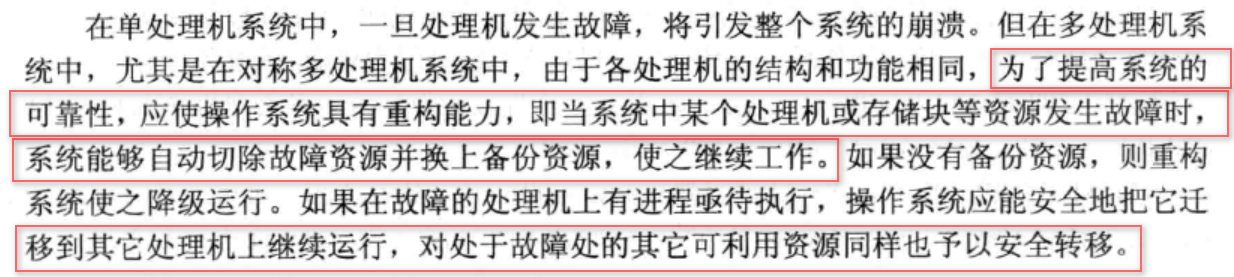 在单处理机系统中，一旦处理机发生故障，将引发整个系统的崩溃。但在多处理机系
统中，尤其是在对称多处理机系统中，由于各处理机的结构和功能相同，为了提高系统的
可靠性，应使操作系统具有重构能力，即当系统中某个处理机或存储块等资源发生故障时，
系统能够自动切除故障资源并换上备份资源，使之继续工作。如果没有备份资源，则重构
系统使之降级运行。如果在故障的处理机上有进程亟待执行，操作系统应能安全地把它迁
移到其它处理机上继续运行，对处于故障处的其它可利用资源同样也予以安全转移。